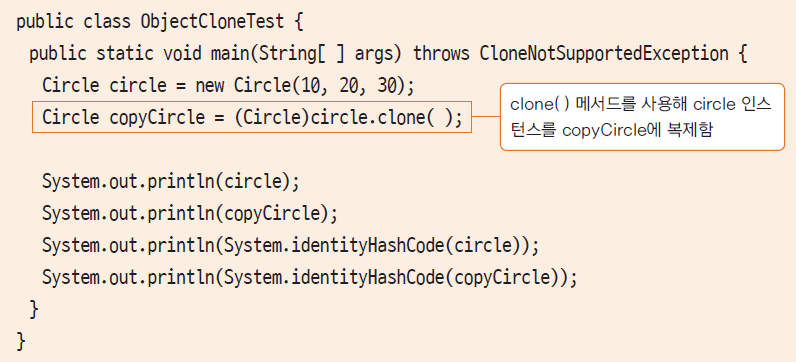 public class ObjectCloneTest {
public static void main(String[ ] args) throws CloneNotSupportedException {
Circle circle = new Circle(10, 20, 30);
Circle copyCircle = (Circle)circle.clone( );
clone( ) 메서드를 사용해 circle 인스
턴스를 copyCircle에 복제함
System.out.println(circle);
System.out.println(copyCircle);
System.out.println(System.identityHashCode(circle));
System.out.println(System.identityHashCode(copyCircle));
}
}